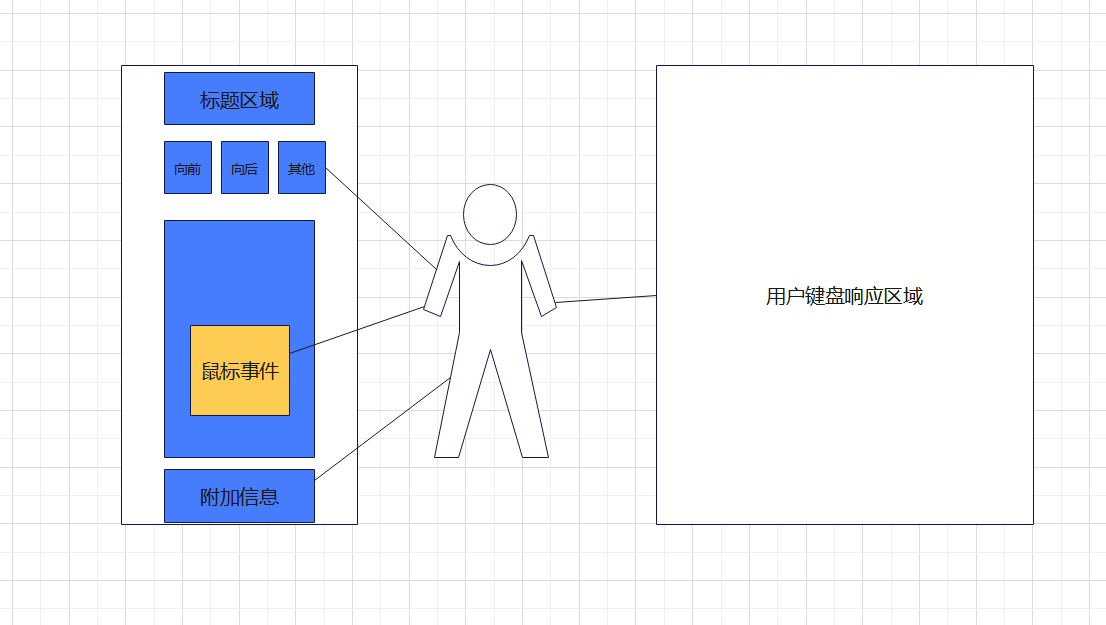 标题区域
向前
向后
其他
鼠标事件
附加信息
用户键盘响应区域